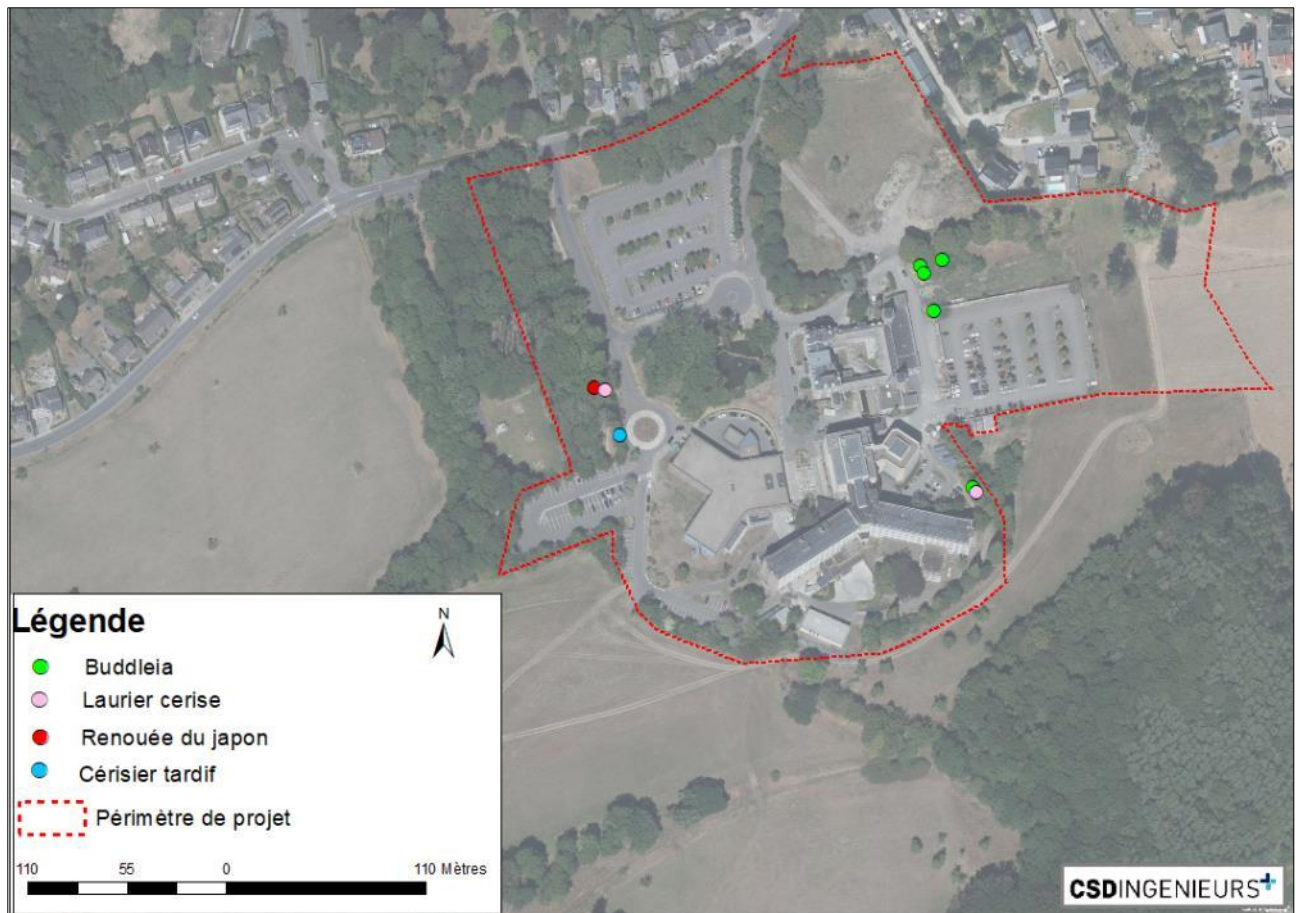 Légende
N
Buddleia
Laurier cerise
Renouée du japon
Cérisier tardif
Périmètre de projet
110 55 0 110 Mètres
CSDINGENIEURS+